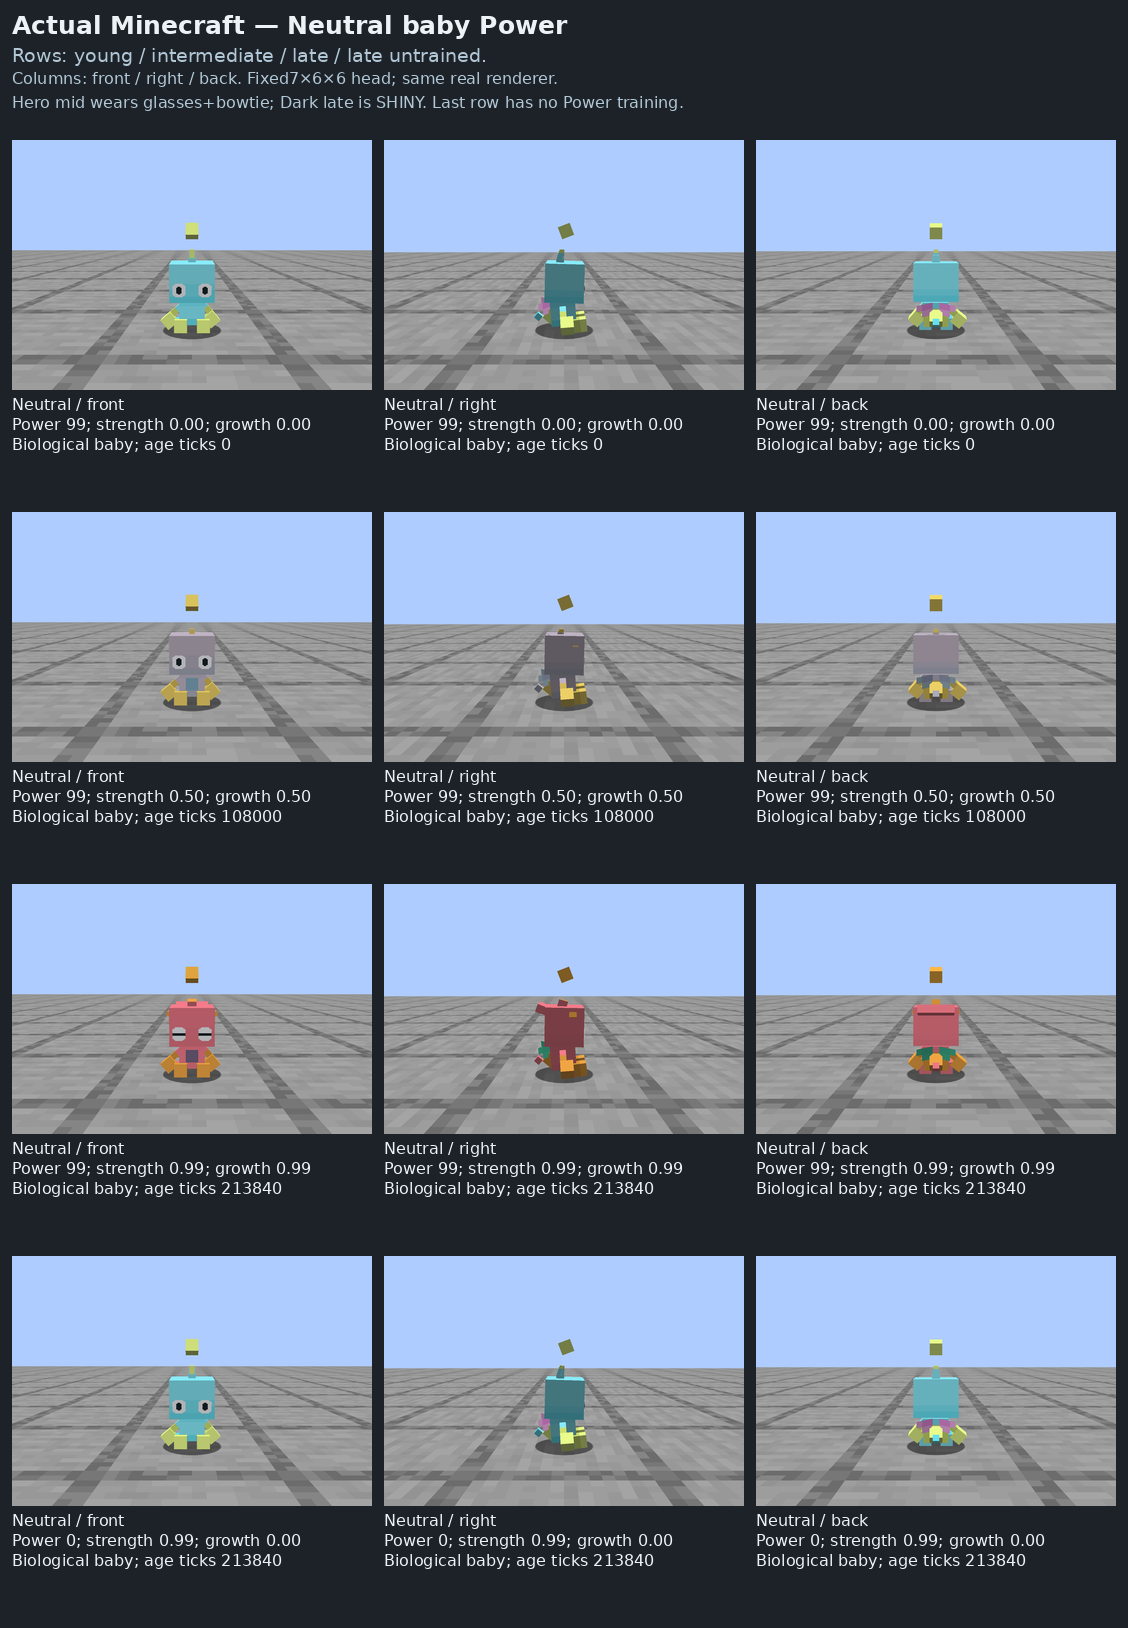 Actual Minecraft — Neutral baby Power
Rows: young / intermediate / late / late untrained.
Columns: front / right / back. Fixed7×6×6 head; same real renderer.
Hero mid wears glasses+bowtie; Dark late is SHINY. Last row has no Power training.
Neutral / front
Power 99; strength 0.00; growth 0.00
Biological baby; age ticks 0
Neutral / right
Power 99; strength 0.00; growth 0.00
Biological baby; age ticks 0
Neutral / back
Power 99; strength 0.00; growth 0.00
Biological baby; age ticks 0
Neutral / front
Power 99; strength 0.50; growth 0.50
Biological baby; age ticks 108000
Neutral / right
Power 99; strength 0.50; growth 0.50
Biological baby; age ticks 108000
Neutral / back
Power 99; strength 0.50; growth 0.50
Biological baby; age ticks 108000
Neutral / front
Power 99; strength 0.99; growth 0.99
Biological baby; age ticks 213840
Neutral / right
Power 99; strength 0.99; growth 0.99
Biological baby; age ticks 213840
Neutral / back
Power 99; strength 0.99; growth 0.99
Biological baby; age ticks 213840
Neutral / front
Power 0; strength 0.99; growth 0.00
Biological baby; age ticks 213840
Neutral / right
Power 0; strength 0.99; growth 0.00
Biological baby; age ticks 213840
Neutral / back
Power 0; strength 0.99; growth 0.00
Biological baby; age ticks 213840